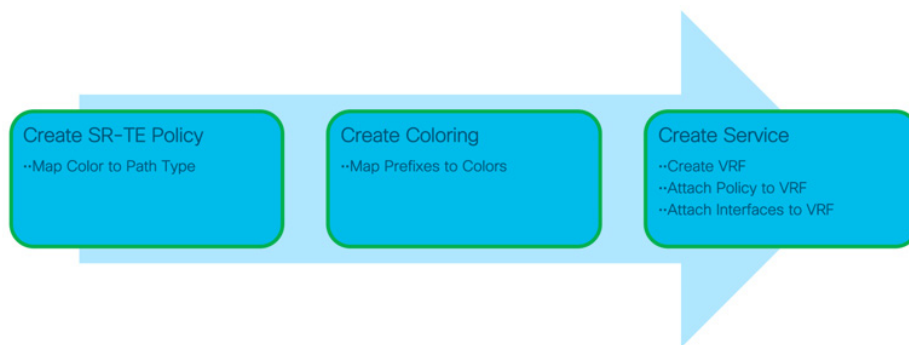 Create SR-TE Policy
··Map Color to Path Type
Create Coloring
··Map Prefixes to Colors
Create Service
··Create VRF
··Attach Policy to VRF
··Attach Interfaces to VRF